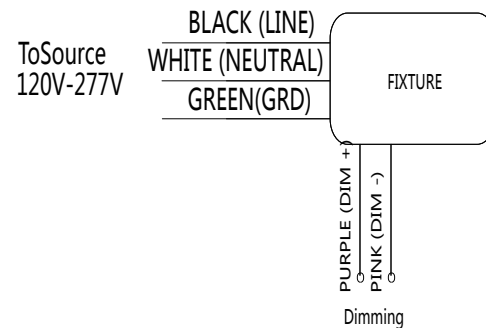 BLACK (LINE)
ToSource
120V-277V
WHITE (NEUTRAL)
GREEN(GRD)
FIXTURE
PURPLE (DIM +)
PINK (DIM -)
Dimming